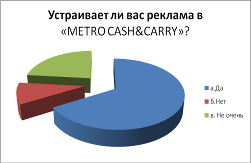 Устраивает ли вас реклама в
«METRO CASH&CARRY»?
а.Да
б.Нет
в. Не очень